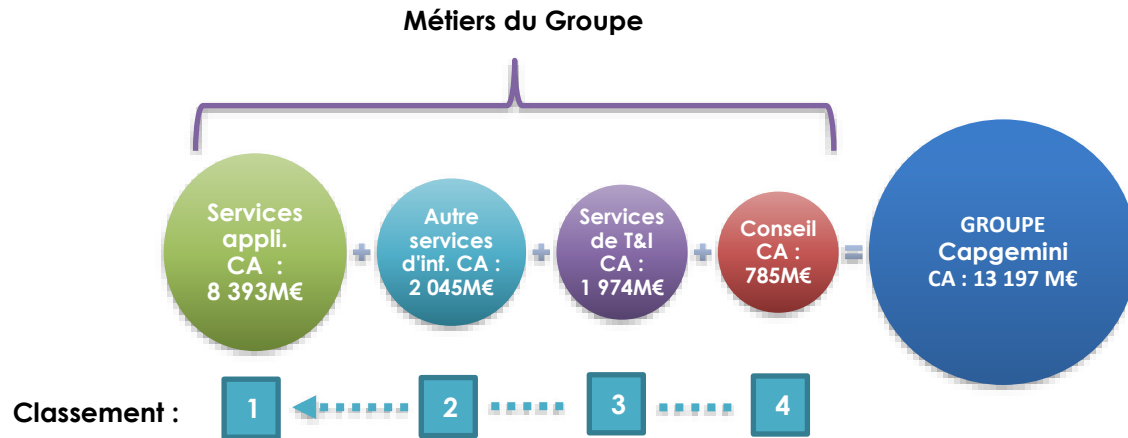 Métiers du Groupe
Services
appli.
CA :
8 393M€
Autre
services
d'inf. CA :
2 045M€
Services
de T&I
CA :
1 974M€
Conseil
CA :
785M€
GROUPE
Capgemini
CA : 13 197 M€
Classement :
1
2
3
4